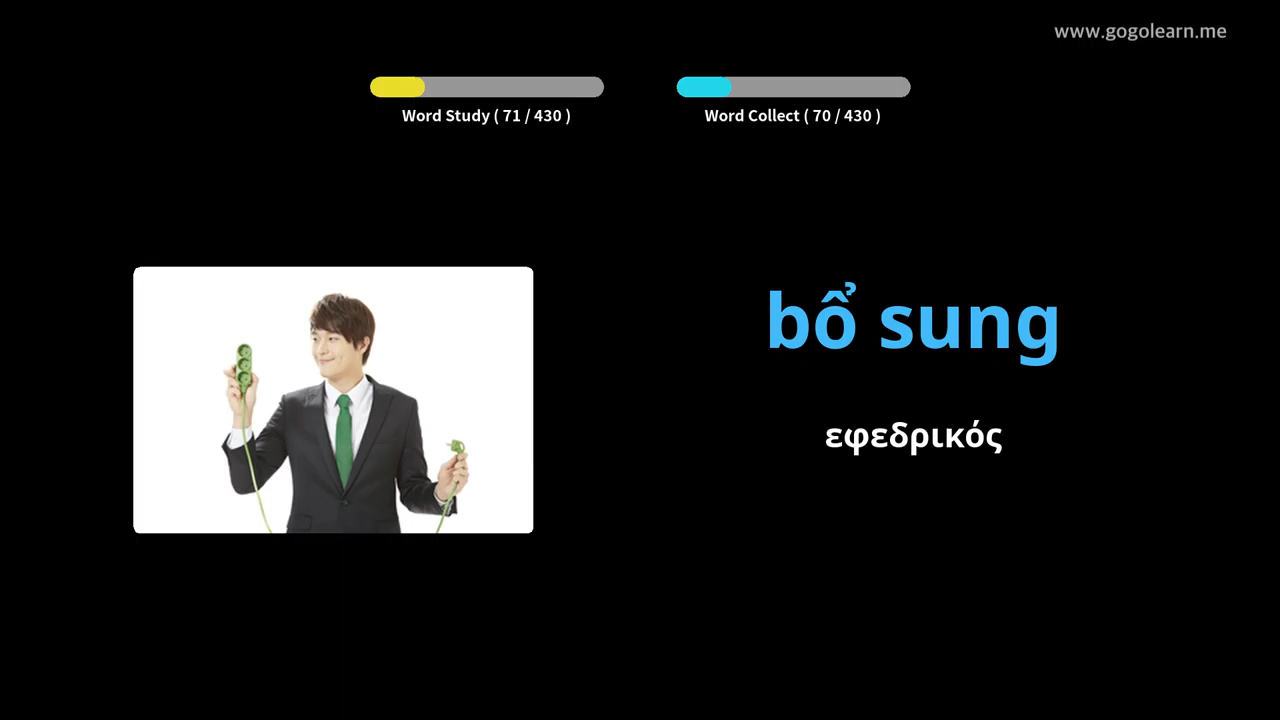 www.gogolearn.me
Word Study ( 71 / 430 )
Word Collect ( 70 / 430 )
bổ sung
εφεδρικός